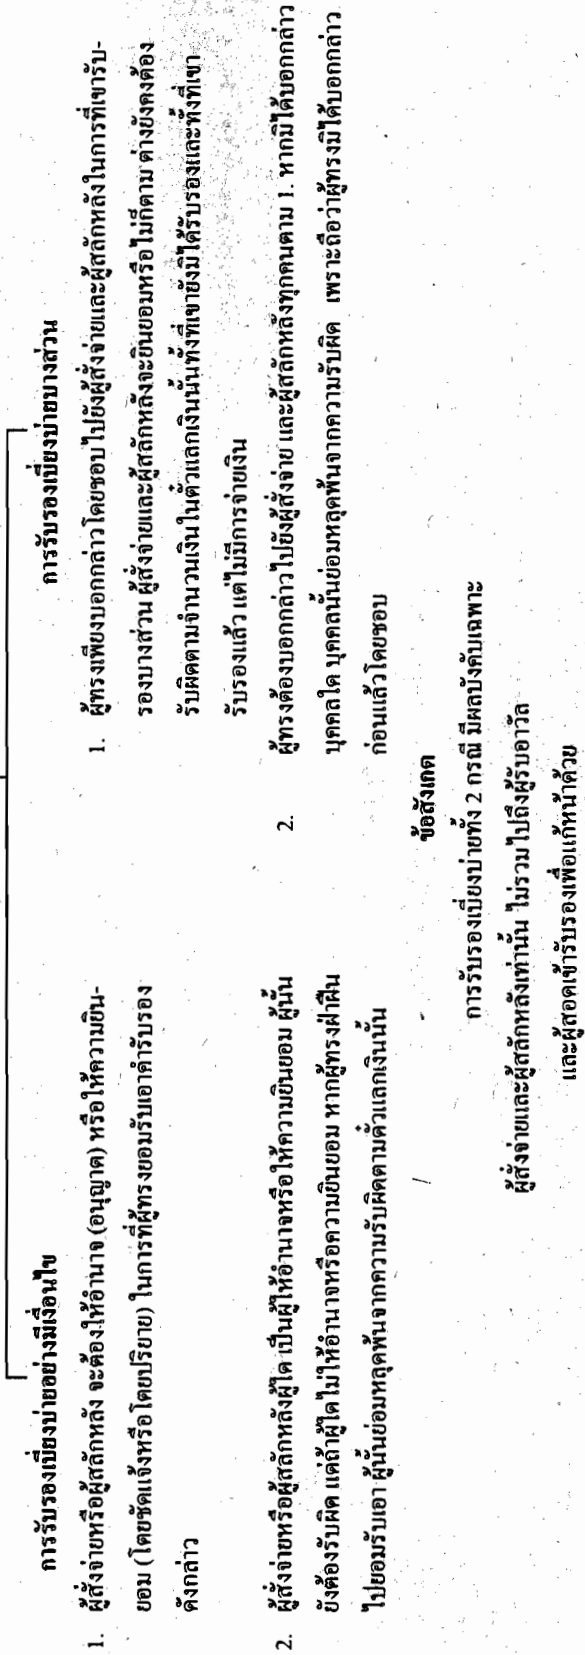 การรับรองเบี่ยงบ่ายอย่างมีเงื่อนไข
1. ผู้สั่งจ่ายหรือผู้สลักหลัง จะต้องให้อำนาจ (อนุญาต) หรือให้ความยิน-
ยอม (โดยชัดแจ้งหรือโดยปริยาย) ในการที่ผู้ทรงยอมรับเอาคำรับรอง
ดังกล่าว
2. ผู้สั่งจ่ายหรือผู้สลักหลังผู้ใด เป็นผู้ให้อำนาจหรือให้ความยินยอม ผู้นั้น
ยังต้องรับผิด แต่ถ้าผู้ใดไม่ให้อำนาจหรือความยินยอม หากผู้ทรงฝ่าฝืน
ไปยอมรับเอา ผู้นั้นย่อมหลุดพ้นจากความรับผิดตามตั๋วแลกเงินนั้น
การรับรองเบี่ยงบ่ายบางส่วน
1. ผู้ทรงเพียงบอกกล่าวโดยชอบไปยังผู้สั่งจ่ายและผู้สลักหลังในการที่เขารับ-
รองบางส่วน ผู้สั่งจ่ายและผู้สลักหลังจะยินยอมหรือไม่ก็ตาม ต่างยังคงต้อง
รับผิดตามจำนวนเงินในตั๋วแลกเงินนั้นทั้งที่เขายังมิได้รับรองและทั้งที่เขา
รับรองแล้ว แต่ไม่มีการจ่ายเงิน
2. ผู้ทรงต้องบอกกล่าวไปยังผู้สั่งจ่าย และผู้สลักหลังทุกคนตาม 1. หากมิได้บอกกล่าว
บุคคลใด บุคคลนั้นย่อมหลุดพ้นจากความรับผิด เพราะถือว่าผู้ทรงมิได้บอกกล่าว
ก่อนแล้วโดยชอบ
ข้อสังเกต
การรับรองเบี่ยงบ่ายทั้ง 2 กรณี มีผลบังคับเฉพาะ
ผู้สั่งจ่ายและผู้สลักหลังเท่านั้น ไม่รวมไปถึงผู้รับอาวัล
และผู้สอดเข้ารับรองเพื่อแก้หน้าด้วย